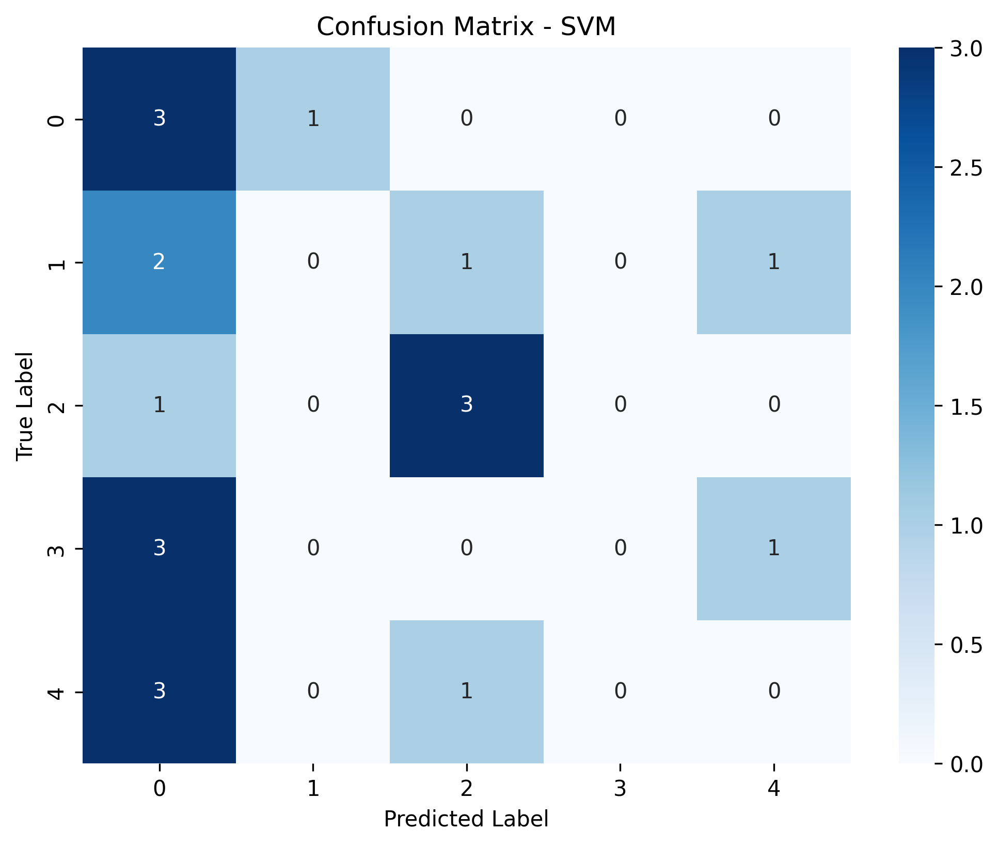 Confusion Matrix - SVM
0 3 1 0 0 0
1 2 0 1 0 1
2 1 0 3 0 0
3 3 0 0 0 1
4 3 0 1 0 0
0 1 2 3 4
Predicted Label
True Label
3.0
2.5
2.0
1.5
1.0
0.5
0.0